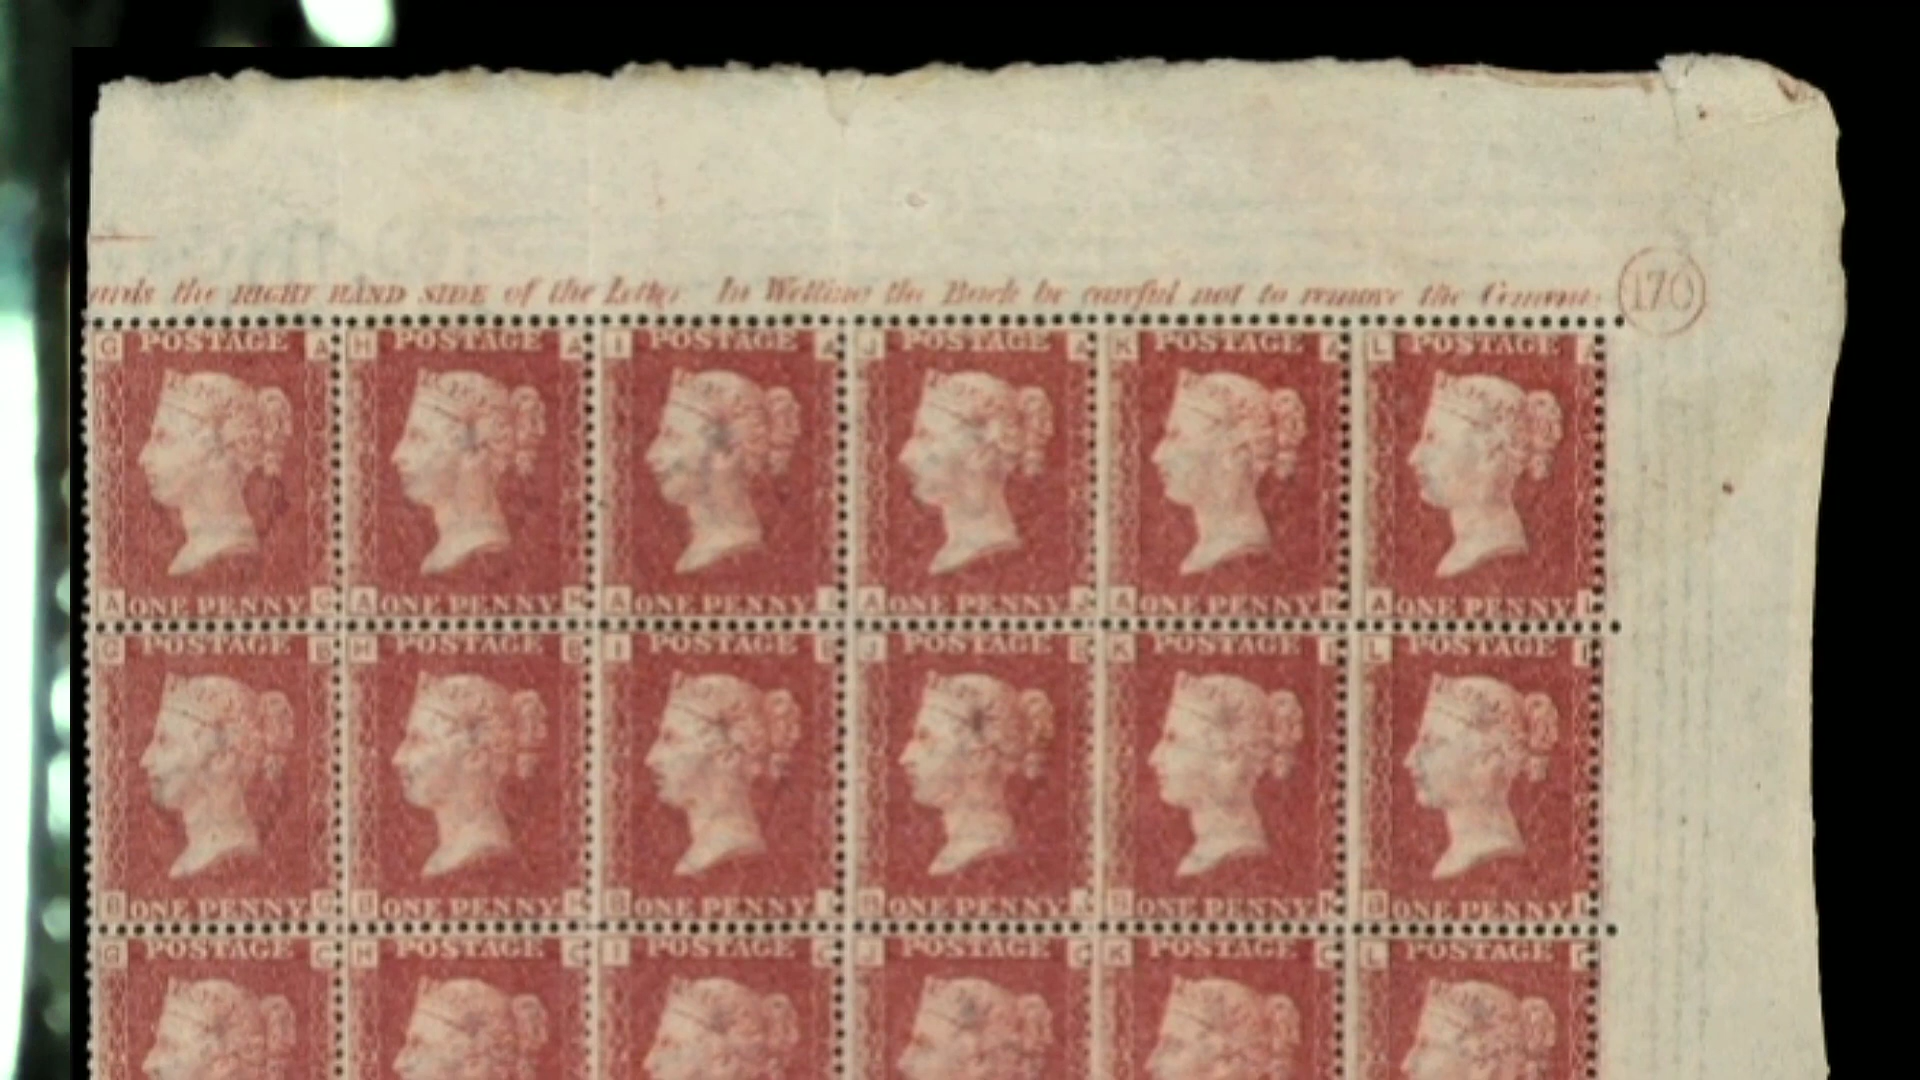 the RIGHT HAND SIDE of the Letter. In Wetting the Back be careful not to remove the Cement. 170
G POSTAGE A H POSTAGE A I POSTAGE A J POSTAGE A K POSTAGE A L POSTAGE A
A ONE PENNY G A ONE PENNY H A ONE PENNY I A ONE PENNY J A ONE PENNY K A ONE PENNY L
G POSTAGE B H POSTAGE B I POSTAGE B J POSTAGE B K POSTAGE B L POSTAGE B
B ONE PENNY G B ONE PENNY H B ONE PENNY I B ONE PENNY J B ONE PENNY K B ONE PENNY L
G POSTAGE C H POSTAGE C I POSTAGE C J POSTAGE C K POSTAGE C L POSTAGE C